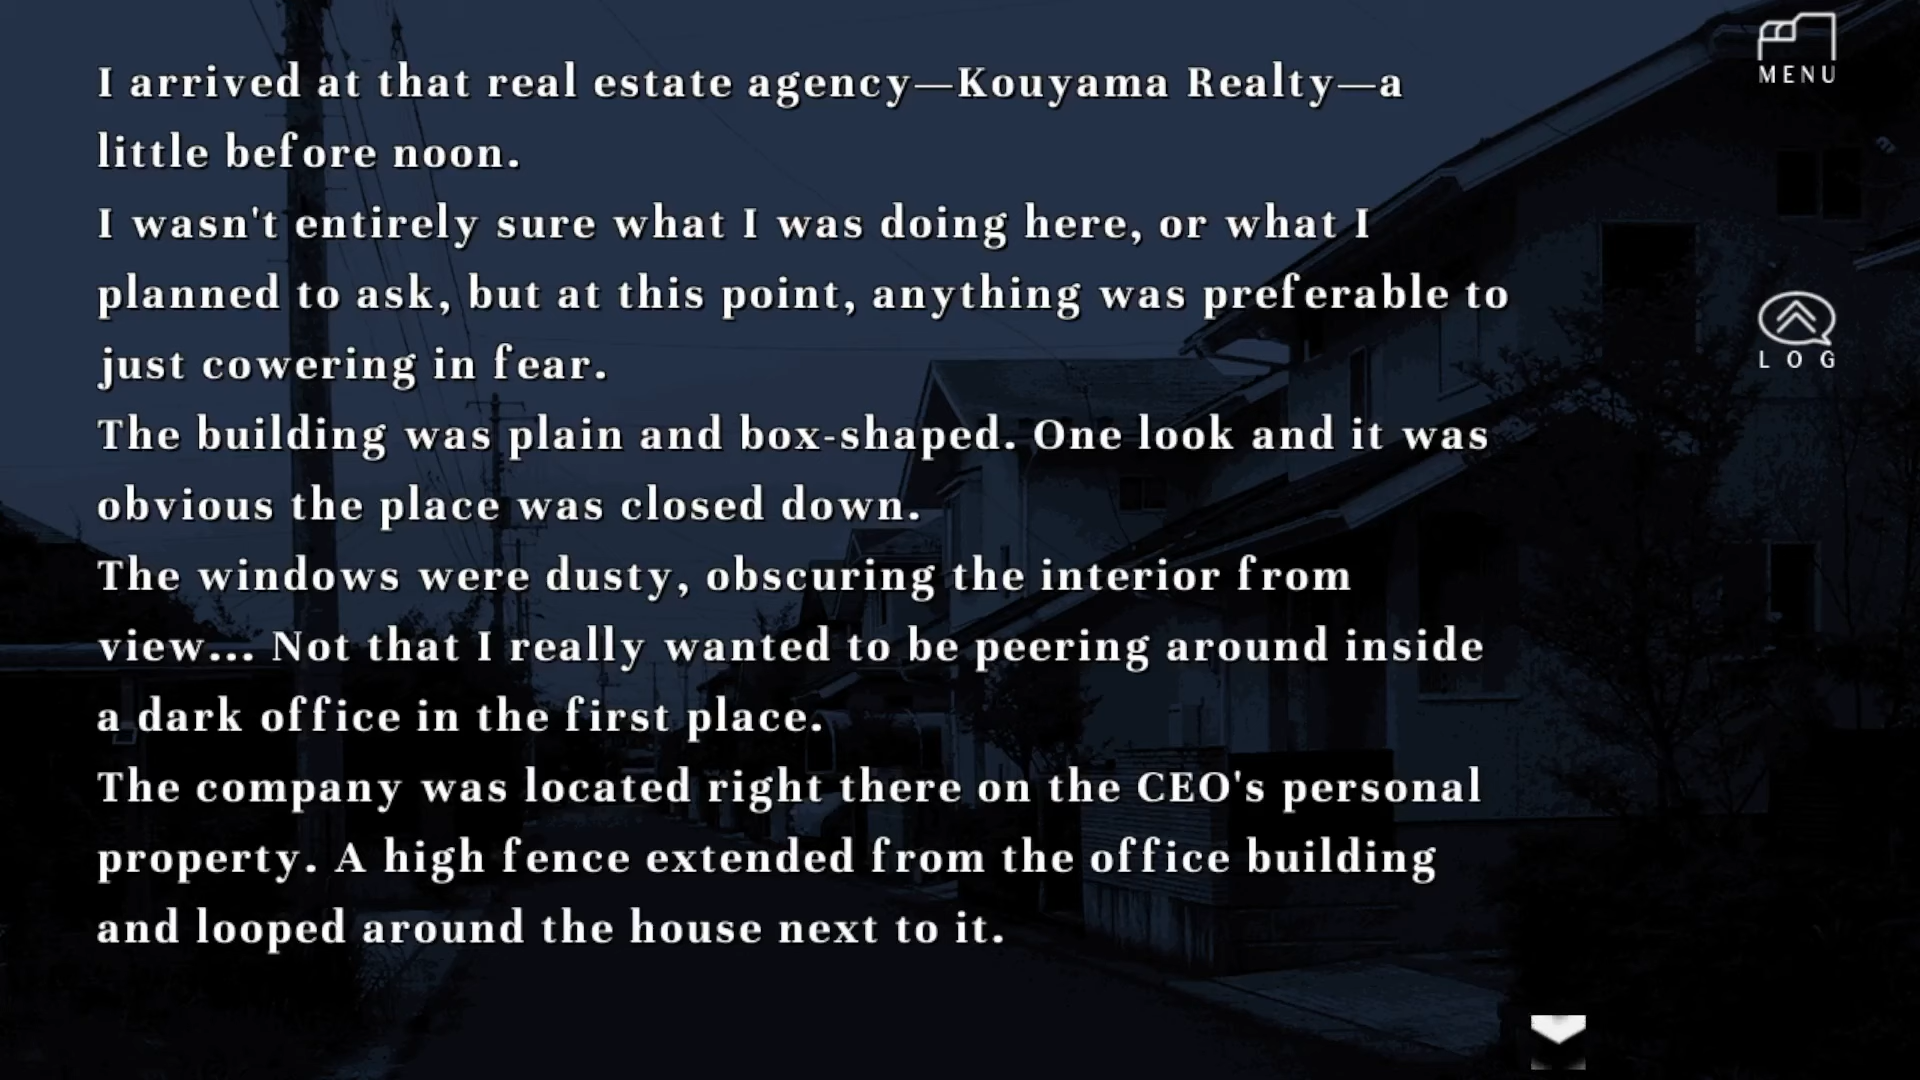 I arrived at that real estate agency—Kouyama Realty—a
little before noon.
I wasn't entirely sure what I was doing here, or what I
planned to ask, but at this point, anything was preferable to
just cowering in fear.
The building was plain and box-shaped. One look and it was
obvious the place was closed down.
The windows were dusty, obscuring the interior from
view... Not that I really wanted to be peering around inside
a dark office in the first place.
The company was located right there on the CEO's personal
property. A high fence extended from the office building
and looped around the house next to it.
MENU
LOG